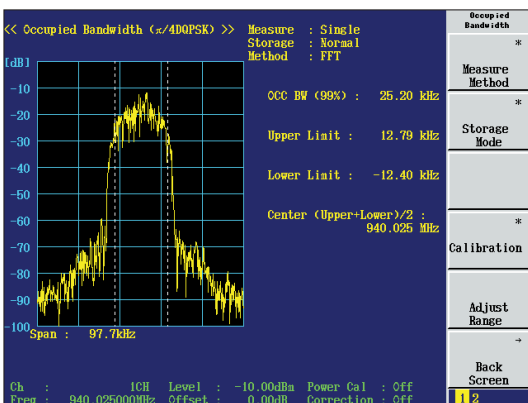 << Occupied Bandwidth (π/4DQPSK) >>
Measure : Single
Storage : Normal
Method : FFT
[dB]
-10
-20
-30
-40
-50
-60
-70
-80
-90
-100
Span : 97.7kHz
OCC BW (99%) : 25.20 kHz
Upper Limit : 12.79 kHz
Lower Limit : -12.40 kHz
Center (Upper+Lower)/2 :
940.025 MHz
Ch : 1CH Level : -10.00dBm Power Cal : Off
Freq : 940.025000MHz Offset : 0.00dB Correction : Off
Occupied
Bandwidth
*
Measure
Method
*
Storage
Mode
*
Calibration
Adjust
Range
→
Back
Screen
1 2